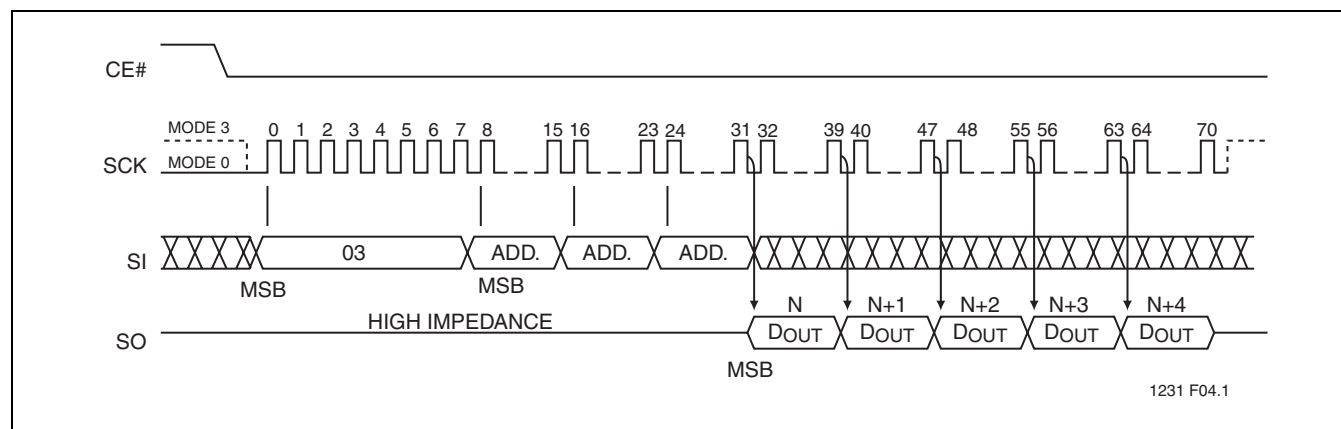 CE#
MODE 3
0 1 2 3 4 5 6 7 8 15 16 23 24 31 32 39 40 47 48 55 56 63 64 70
SCK
MODE 0
SI
03 ADD. ADD. ADD.
MSB MSB
N N+1 N+2 N+3 N+4
HIGH IMPEDANCE
SO
DOUT DOUT DOUT DOUT DOUT
MSB
1231 F04.1